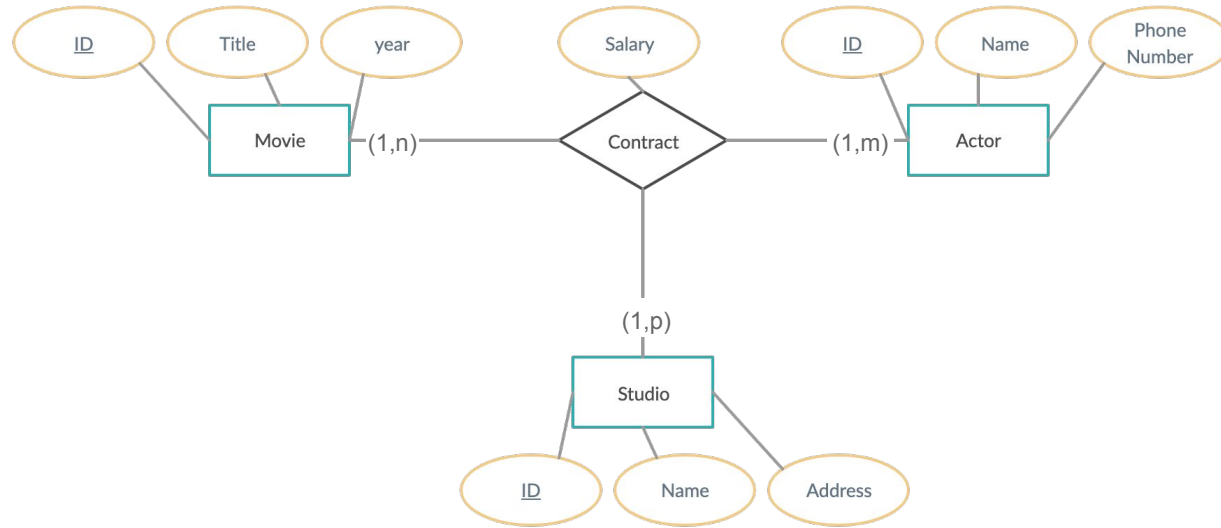 ID
Title
year
Salary
ID
Name
Phone
Number
Movie
(1,n)
Contract
(1,m)
Actor
(1,p)
Studio
ID
Name
Address